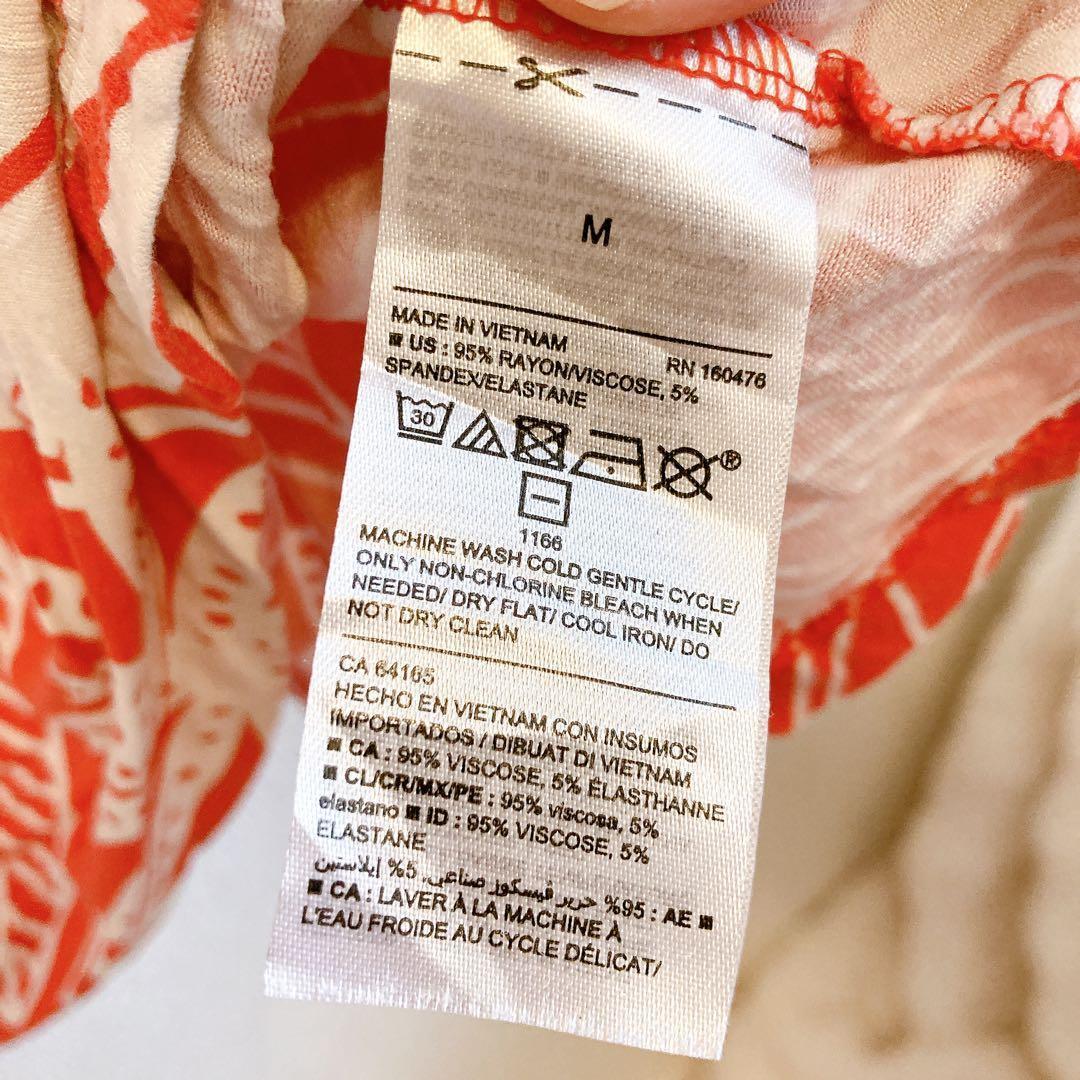 M
MADE IN VIETNAM
RN 160476
■ US : 95% RAYON/VISCOSE, 5%
SPANDEX/ELASTANE
30
®
1166
MACHINE WASH COLD GENTLE CYCLE/
ONLY NON-CHLORINE BLEACH WHEN
NEEDED/ DRY FLAT/ COOL IRON/ DO
NOT DRY CLEAN
CA 64165
HECHO EN VIETNAM CON INSUMOS
IMPORTADOS / DIBUAT DI VIETNAM
■ CA : 95% VISCOSE, 5% ÉLASTHANNE
■ CL/CR/MX/PE : 95% viscosa, 5%
elastano ■ ID : 95% VISCOSE, 5%
ELASTANE
■ AE : 95% حرير فيسكوز صناعي, 5% إيلاستين
■ CA : LAVER À LA MACHINE À
L'EAU FROIDE AU CYCLE DÉLICAT/